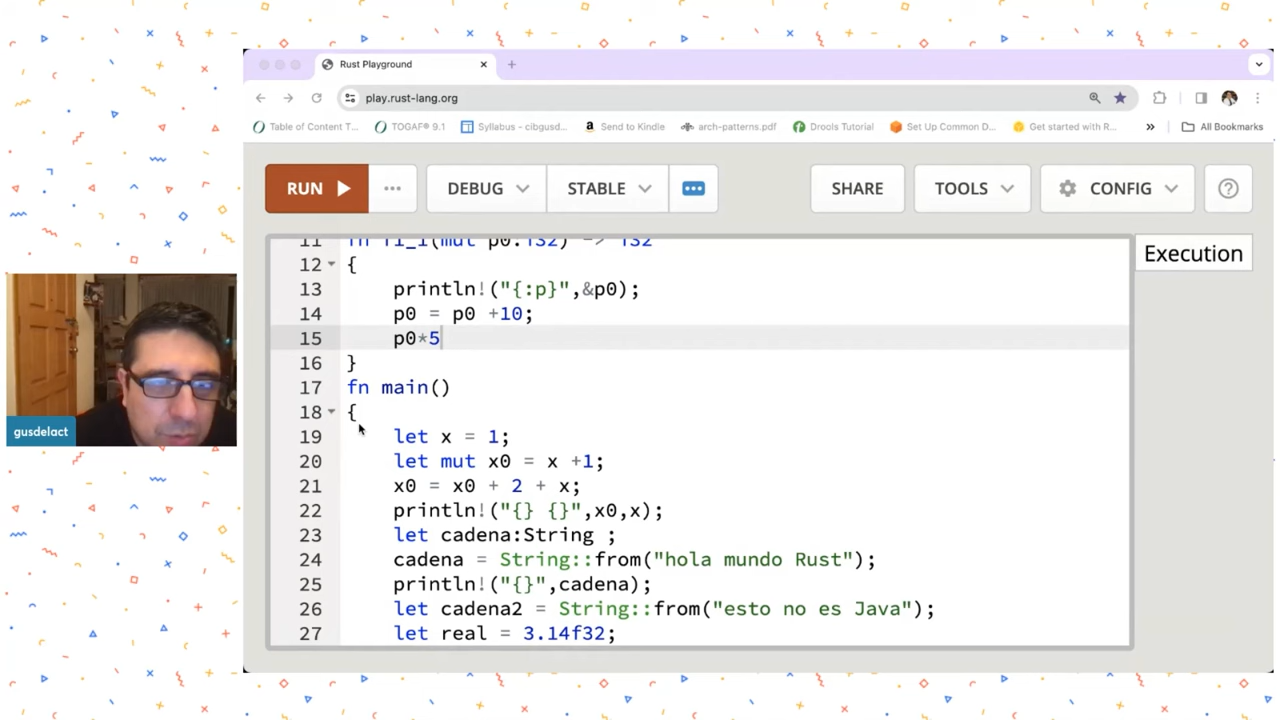 Rust Playground
play.rust-lang.org
Table of Content T... TOGAF® 9.1 Syllabus - cibgusd... Send to Kindle arch-patterns.pdf Drools Tutorial Set Up Common D... Get started with R... » All Bookmarks
RUN ... DEBUG STABLE ... SHARE TOOLS CONFIG ?
Execution
11 fn f1_1(mut p0:i32) -> i32
12 {
13 println!("{:p}",&p0);
14 p0 = p0 +10;
15 p0*5
16 }
17 fn main()
18 {
19 let x = 1;
20 let mut x0 = x +1;
21 x0 = x0 + 2 + x;
22 println!("{} {}",x0,x);
23 let cadena:String ;
24 cadena = String::from("hola mundo Rust");
25 println!("{}",cadena);
26 let cadena2 = String::from("esto no es Java");
27 let real = 3.14f32;
gusdelact